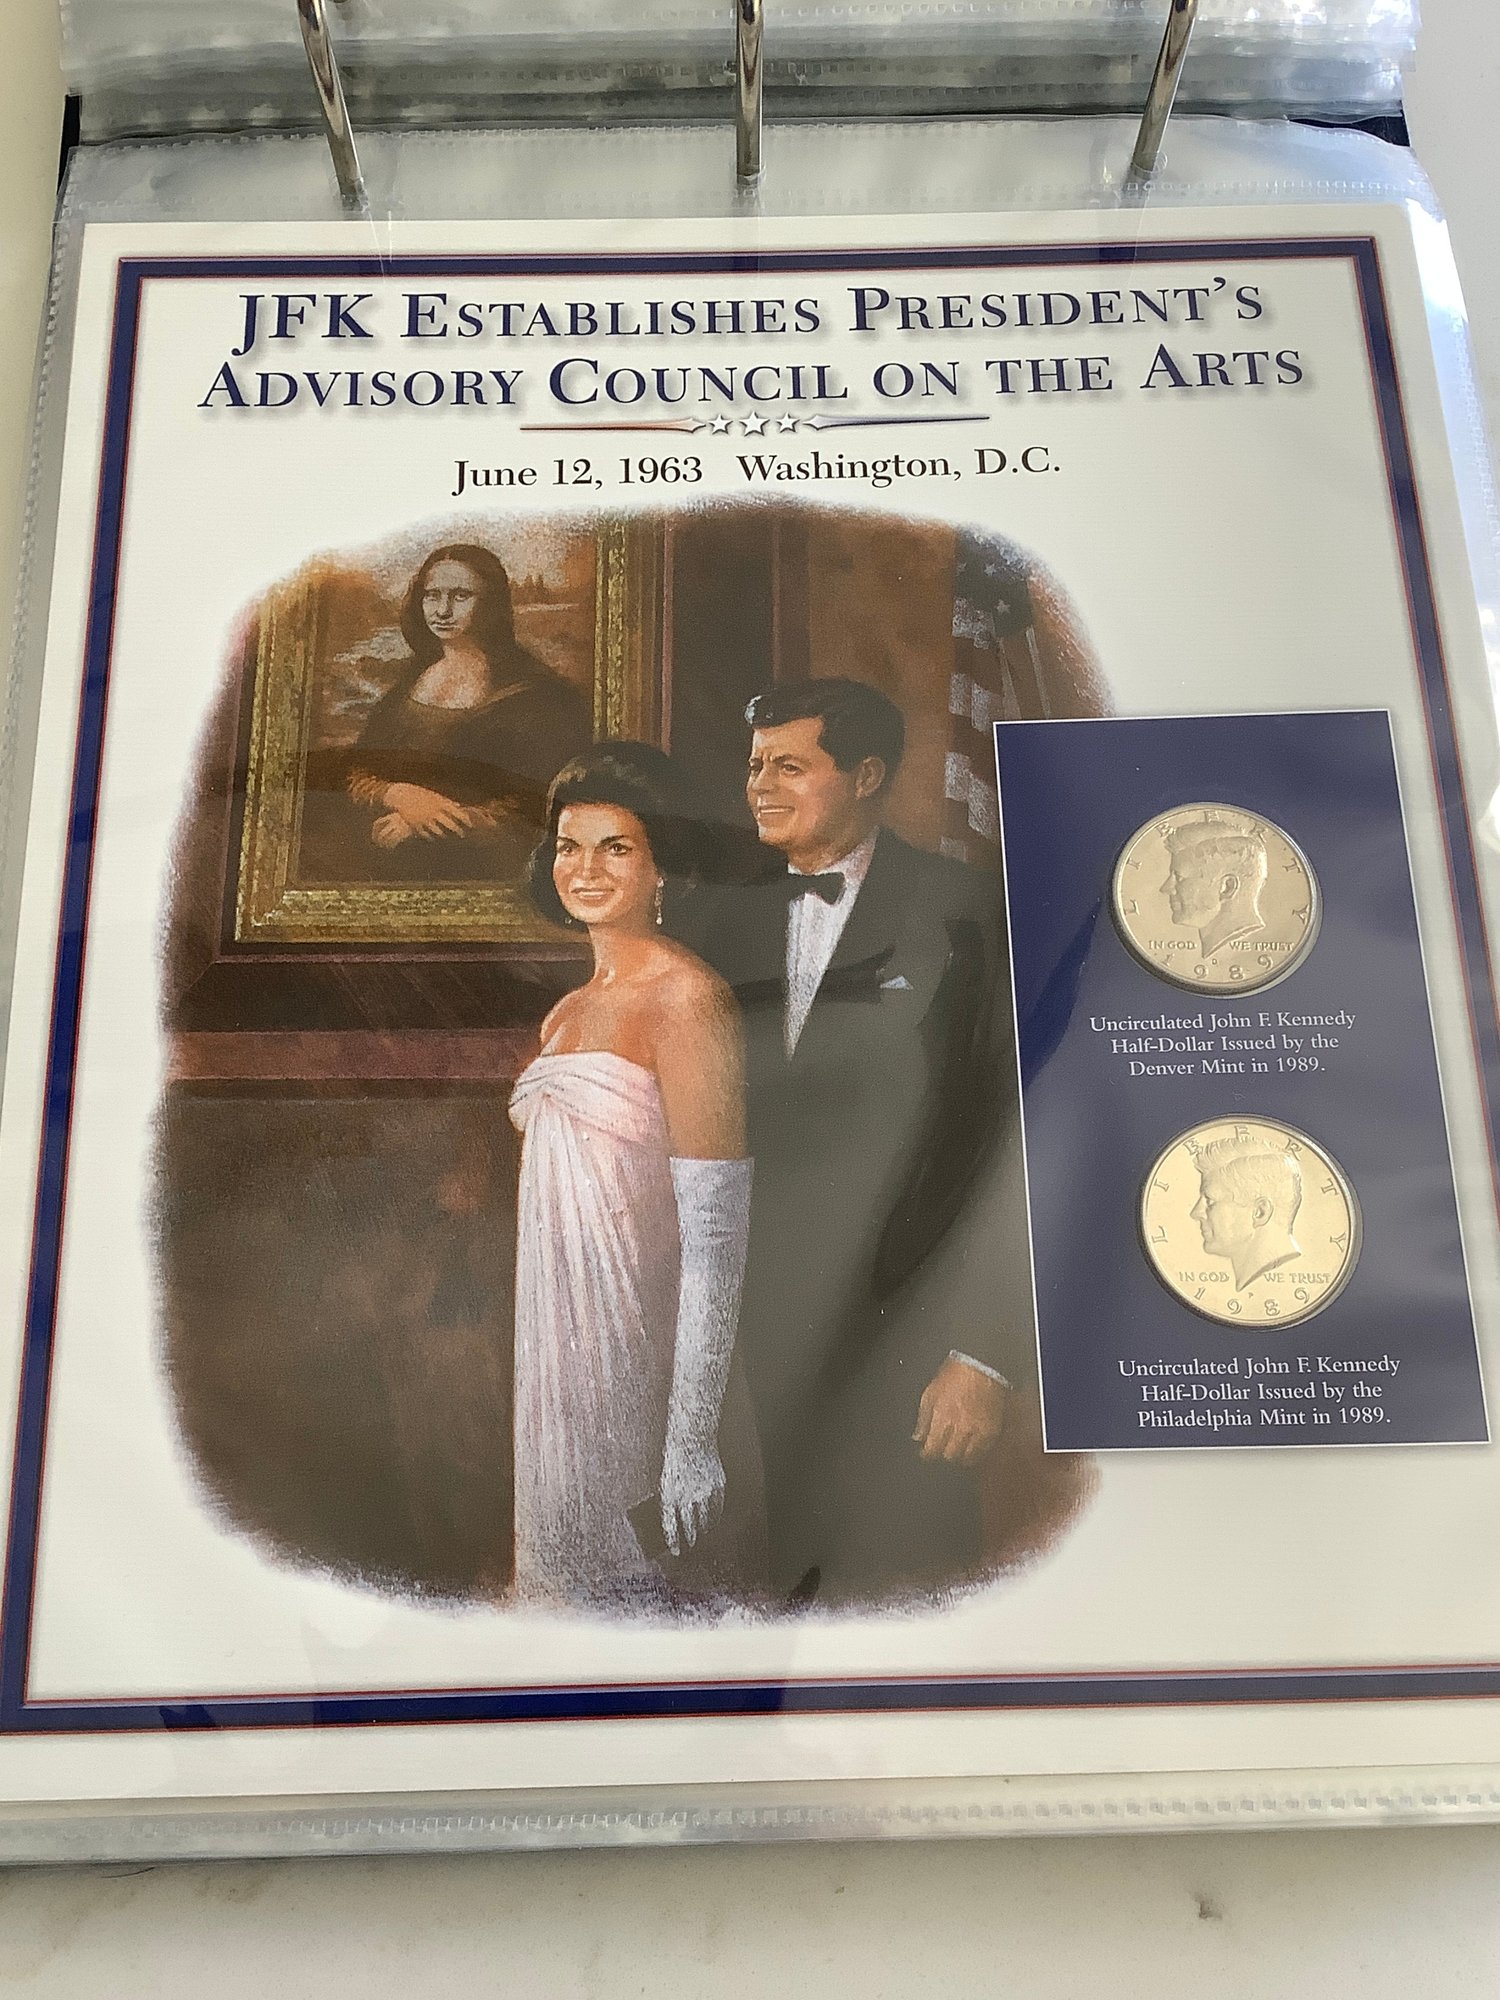 JFK Establishes President's
Advisory Council on the Arts
June 12, 1963 Washington, D.C.
LIBERTY
IN GOD WE TRUST
D
1989
Uncirculated John F. Kennedy
Half-Dollar Issued by the
Denver Mint in 1989.
LIBERTY
IN GOD WE TRUST
P
1989
Uncirculated John F. Kennedy
Half-Dollar Issued by the
Philadelphia Mint in 1989.